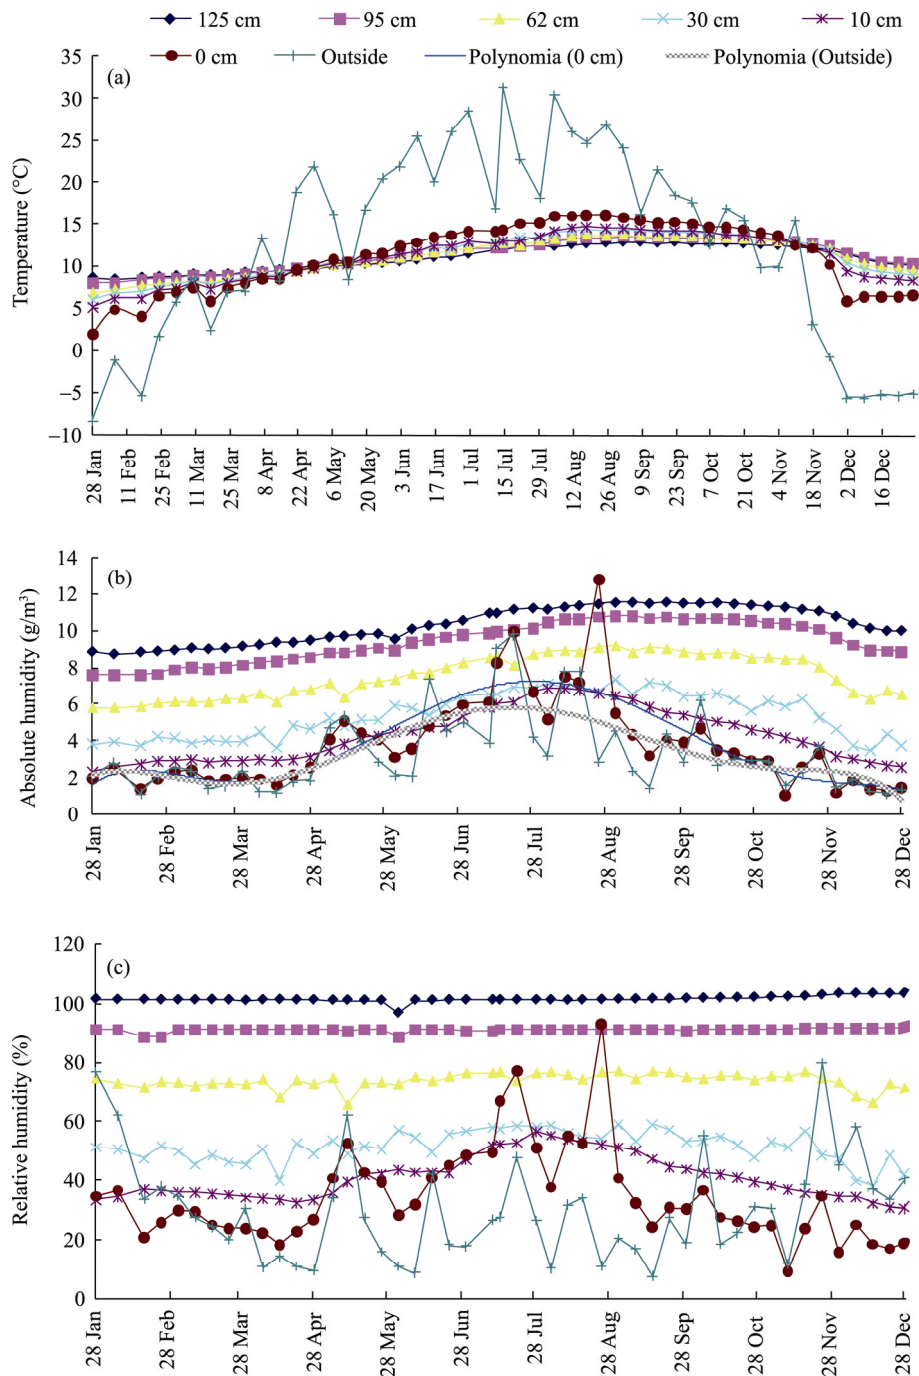 125 cm 95 cm 62 cm 30 cm 10 cm
0 cm Outside Polynomia (0 cm) Polynomia (Outside)
(a)
Temperature (°C)
35
30
25
20
15
10
5
0
−5
−10
28 Jan 11 Feb 25 Feb 11 Mar 25 Mar 8 Apr 22 Apr 6 May 20 May 3 Jun 17 Jun 1 Jul 15 Jul 29 Jul 12 Aug 26 Aug 9 Sep 23 Sep 7 Oct 21 Oct 4 Nov 18 Nov 2 Dec 16 Dec
(b)
Absolute humidity (g/m³)
14
12
10
8
6
4
2
0
28 Jan 28 Feb 28 Mar 28 Apr 28 May 28 Jun 28 Jul 28 Aug 28 Sep 28 Oct 28 Nov 28 Dec
(c)
Relative humidity (%)
120
100
80
60
40
20
0
28 Jan 28 Feb 28 Mar 28 Apr 28 May 28 Jun 28 Jul 28 Aug 28 Sep 28 Oct 28 Nov 28 Dec